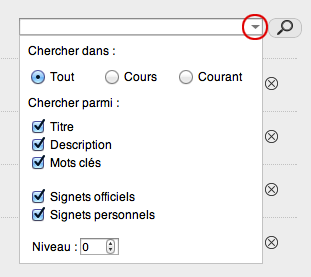 Chercher dans :
Tout Cours Courant
Chercher parmi :
Titre
Description
Mots clés
Signets officiels
Signets personnels
Niveau : 0